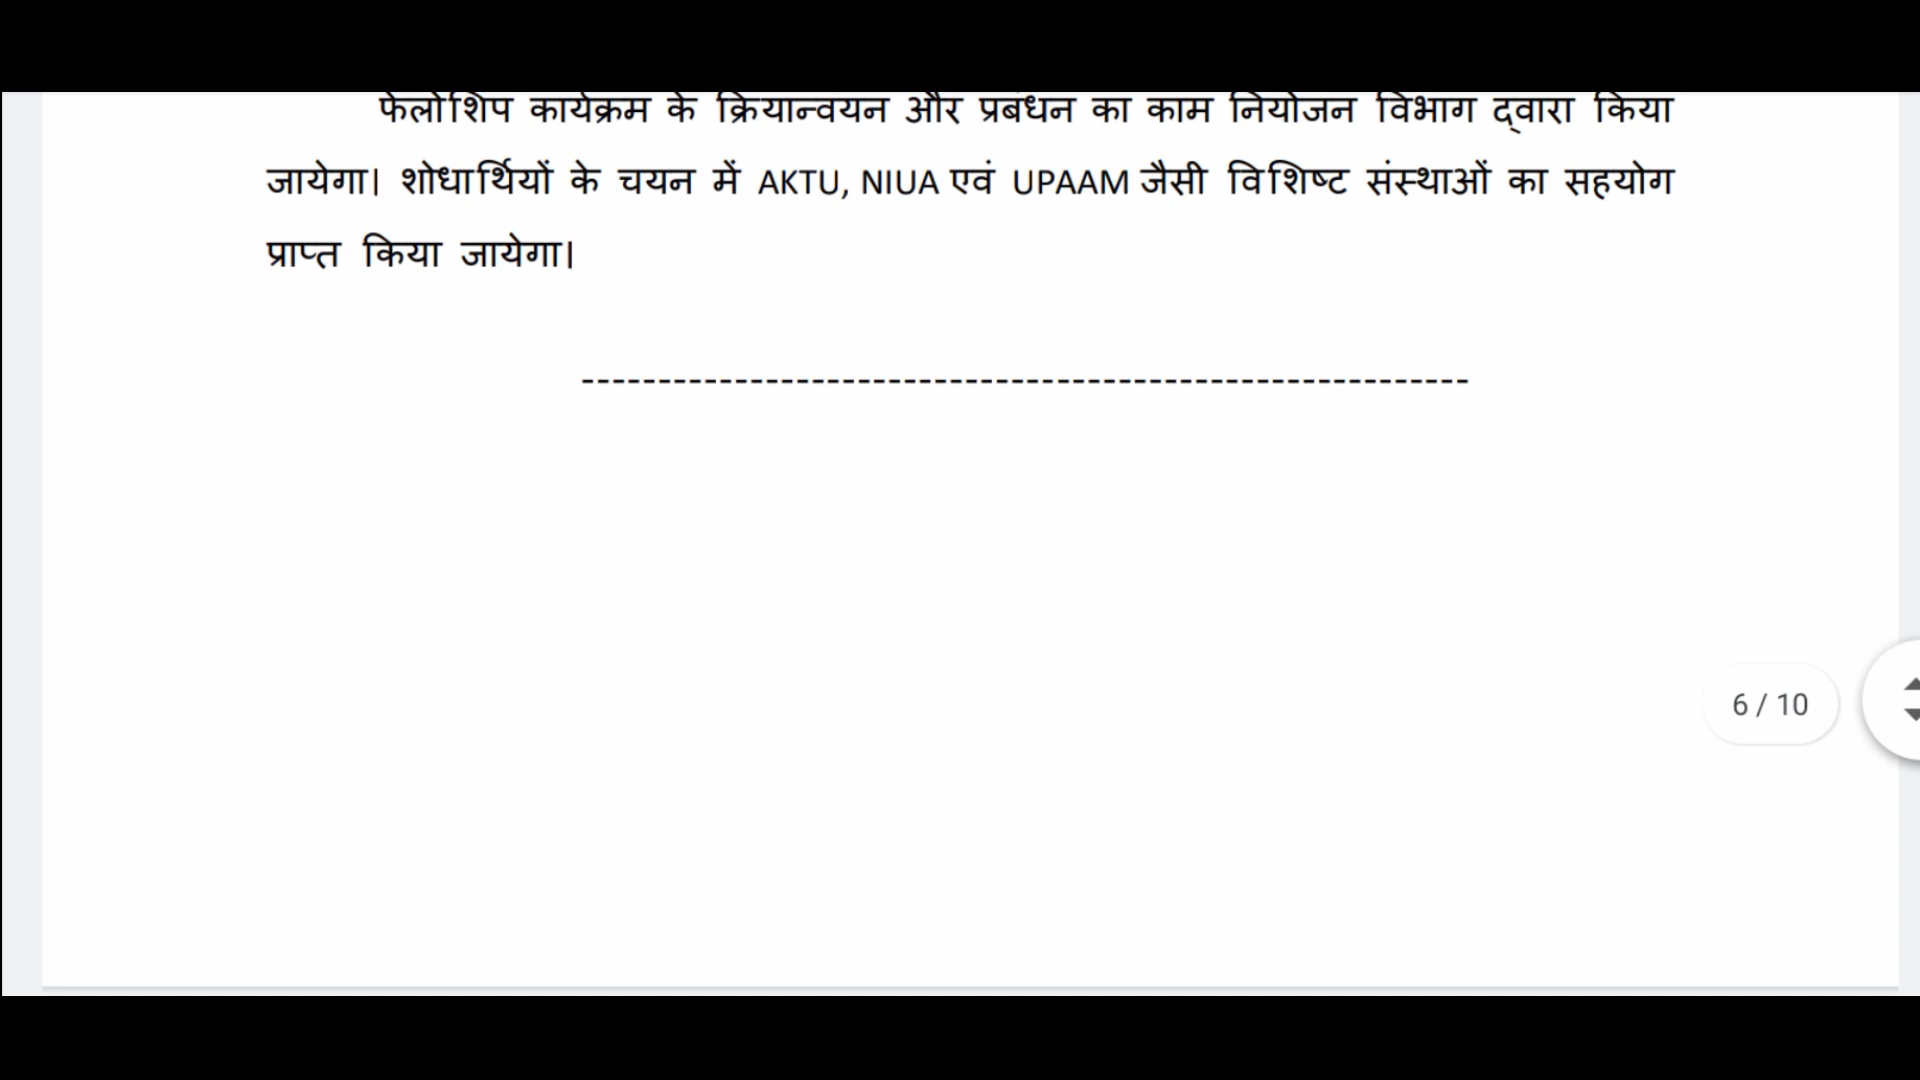 फेलोशिप कार्यक्रम के क्रियान्वयन और प्रबंधन का काम नियोजन विभाग द्वारा किया
जायेगा। शोधार्थियों के चयन में AKTU, NIUA एवं UPAAM जैसी विशिष्ट संस्थाओं का सहयोग
प्राप्त किया जायेगा।
----------------------------------------------------------
6 / 10